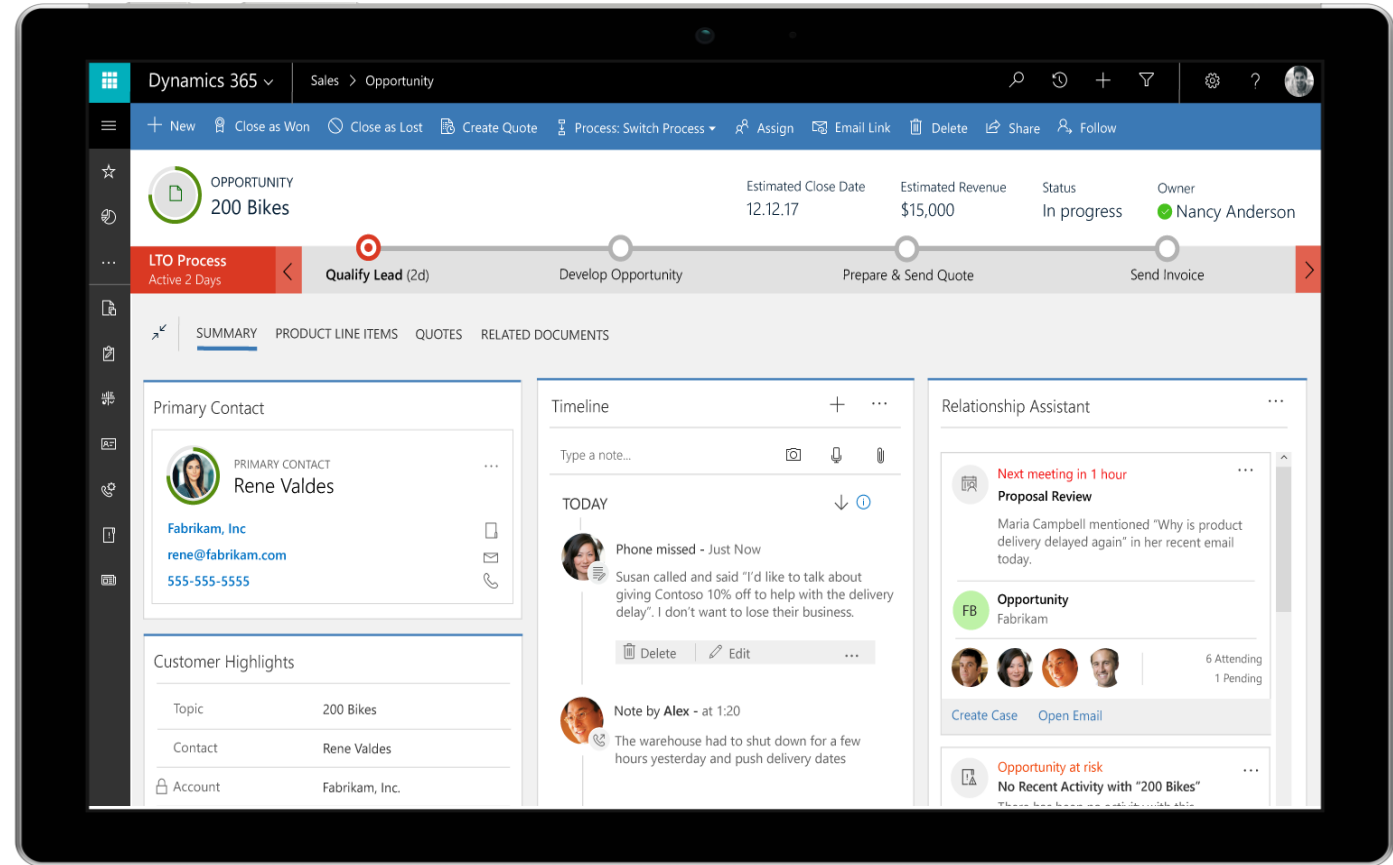 Dynamics 365
Sales > Opportunity
?
New
Close as Won
Close as Lost
Create Quote
Process: Switch Process
Assign
Email Link
Delete
Share
Follow
OPPORTUNITY
200 Bikes
Estimated Close Date
12.12.17
Estimated Revenue
$15,000
Status
In progress
Owner
Nancy Anderson
LTO Process
Active 2 Days
Qualify Lead (2d)
Develop Opportunity
Prepare & Send Quote
Send Invoice
SUMMARY
PRODUCT LINE ITEMS
QUOTES
RELATED DOCUMENTS
Primary Contact
PRIMARY CONTACT
Rene Valdes
Fabrikam, Inc
rene@fabrikam.com
555-555-5555
Customer Highlights
Topic 200 Bikes
Contact Rene Valdes
Account Fabrikam, Inc.
Timeline
Type a note...
TODAY
Phone missed - Just Now
Susan called and said “I'd like to talk about
giving Contoso 10% off to help with the delivery
delay”. I don't want to lose their business.
Delete
Edit
Note by Alex - at 1:20
The warehouse had to shut down for a few
hours yesterday and push delivery dates
Relationship Assistant
Next meeting in 1 hour
Proposal Review
Maria Campbell mentioned “Why is product
delivery delayed again” in her recent email
today.
FB
Opportunity
Fabrikam
6 Attending
1 Pending
Create Case
Open Email
Opportunity at risk
No Recent Activity with “200 Bikes”
There has been no activity with this